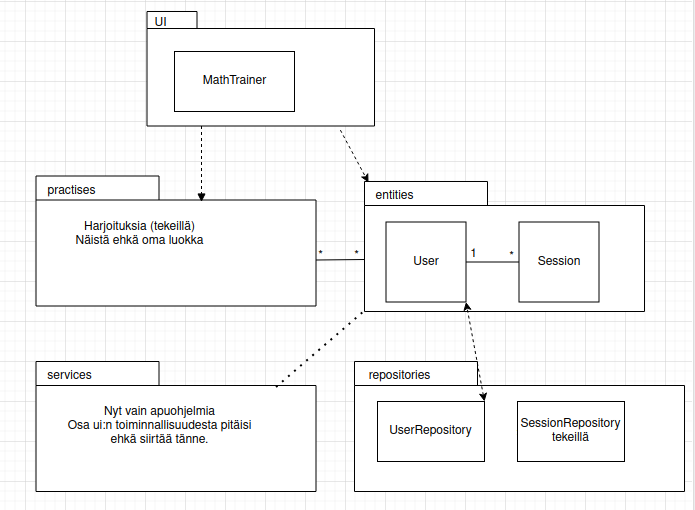 UI
MathTrainer
practises
Harjoituksia (tekeillä)
Näistä ehkä oma luokka
entities
* *
User
1 *
Session
services
Nyt vain apuohjelmia
Osa ui:n toiminnallisuudesta pitäisi
ehkä siirtää tänne.
repositories
UserRepository
SessionRepository
tekeillä